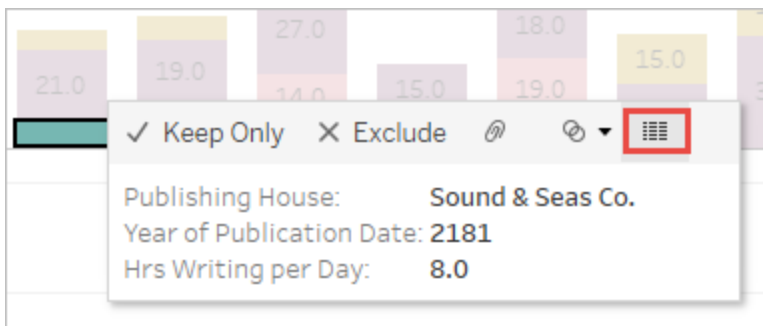 27.0 18.0
21.0 19.0 15.0
14.0 15.0 19.0
Keep Only Exclude
Publishing House: Sound & Seas Co.
Year of Publication Date: 2181
Hrs Writing per Day: 8.0